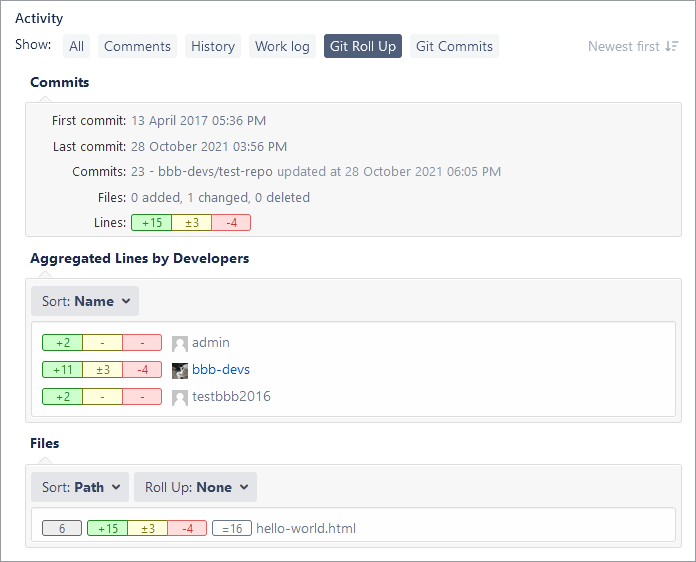 Activity
Show: All Comments History Work log Git Roll Up Git Commits Newest first
Commits
First commit: 13 April 2017 05:36 PM
Last commit: 28 October 2021 03:56 PM
Commits: 23 - bbb-devs/test-repo updated at 28 October 2021 06:05 PM
Files: 0 added, 1 changed, 0 deleted
Lines: +15 ±3 -4
Aggregated Lines by Developers
Sort: Name
+2 - - admin
+11 ±3 -4 bbb-devs
+2 - - testbbb2016
Files
Sort: Path Roll Up: None
6 +15 ±3 -4 =16 hello-world.html